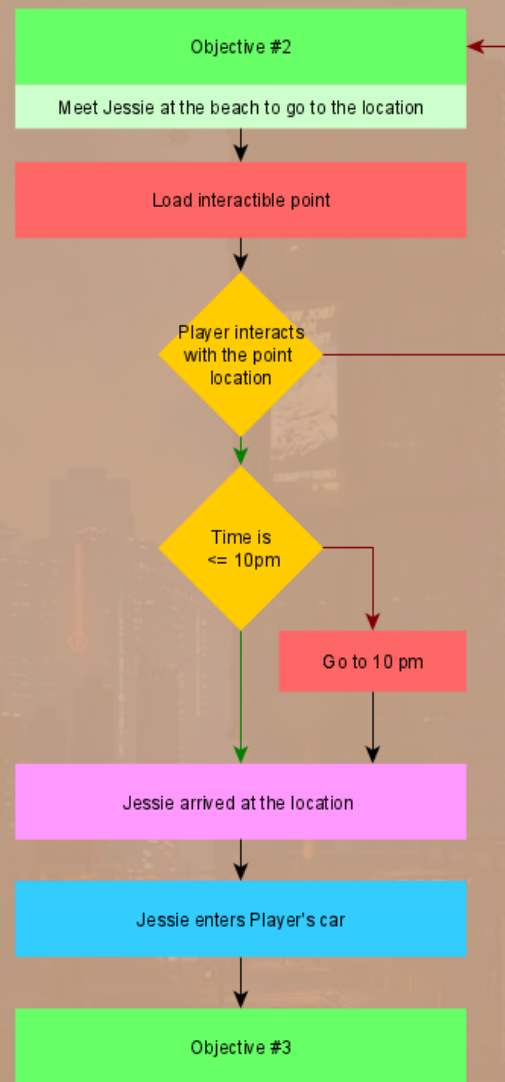 Objective #2
Meet Jessie at the beach to go to the location
Load interactible point
Player interacts
with the point
location
Time is
<= 10pm
Go to 10 pm
Jessie arrived at the location
Jessie enters Player's car
Objective #3